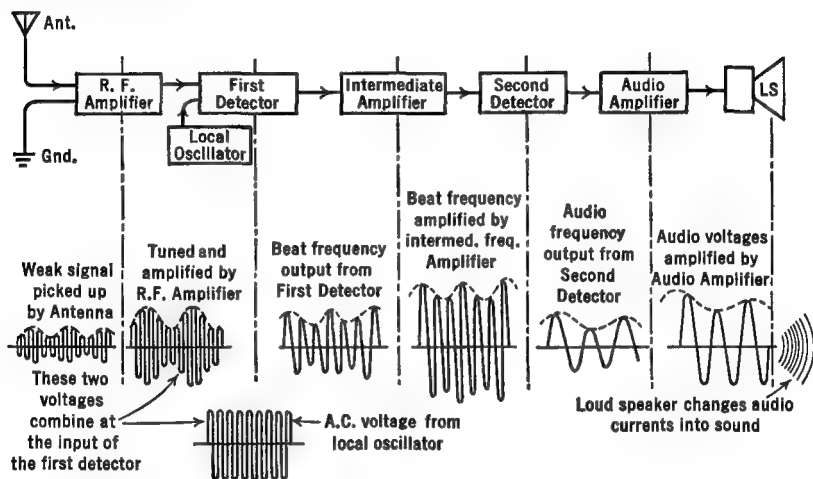 Ant.
R. F.
Amplifier
First
Detector
Intermediate
Amplifier
Second
Detector
Audio
Amplifier
LS
Local
Oscillator
Gnd.
Weak signal
picked up
by Antenna
Tuned and
amplified by
R.F. Amplifier
Beat frequency
output from
First Detector
Beat frequency
amplified by
intermed. freq.
Amplifier
Audio
frequency
output from
Second
Detector
Audio voltages
amplified by
Audio Amplifier
These two
voltages
combine at
the input of
the first detector
A.C. voltage from
local oscillator
Loud speaker changes audio
currents into sound